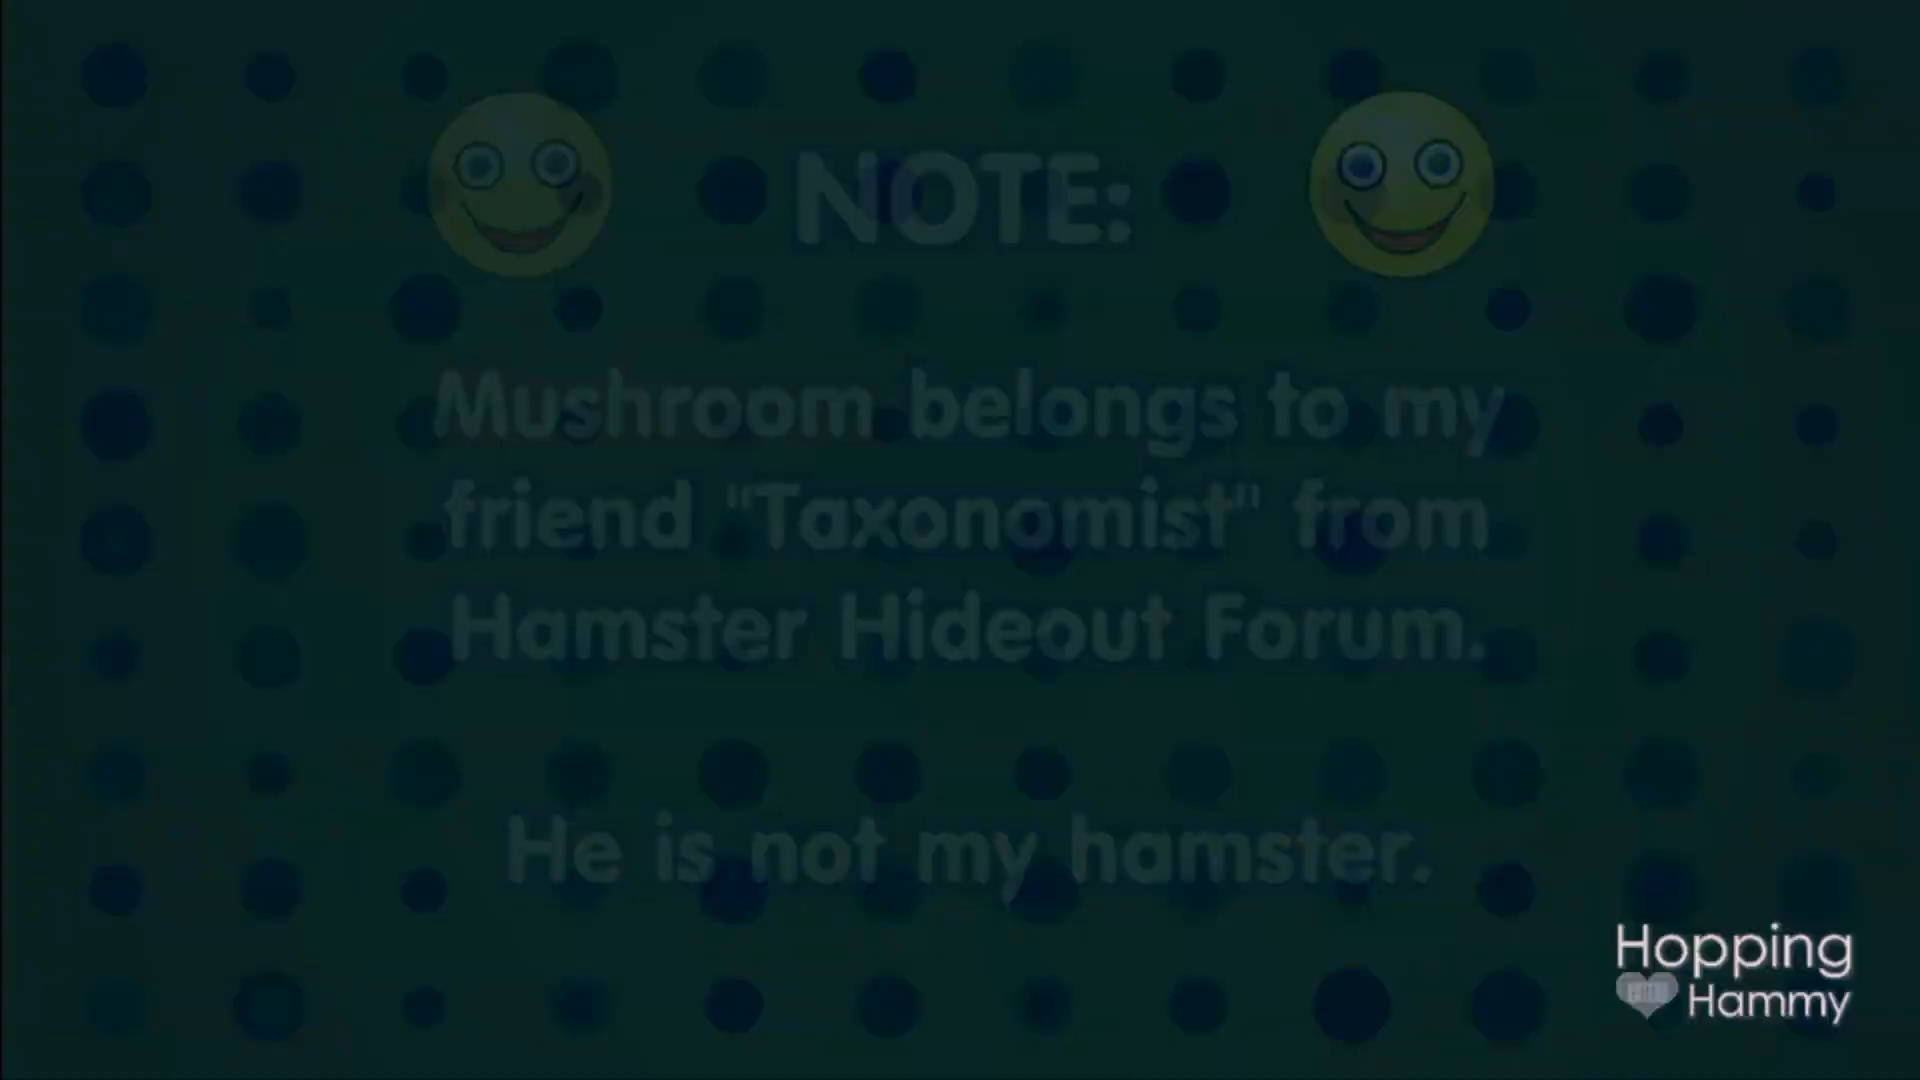 NOTE:
Mushroom belongs to my
friend "Taxonomist" from
Hamster Hideout Forum.
He is not my hamster.
Hopping
Hammy